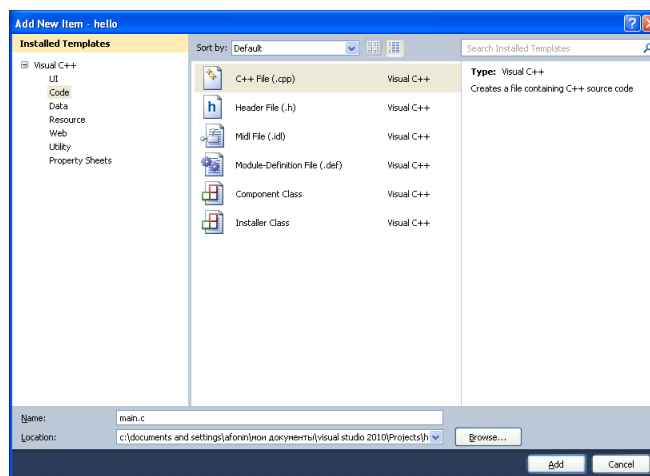 Add New Item - hello
Installed Templates
Sort by: Default
Search Installed Templates
Visual C++
UI
Code
Data
Resource
Web
Utility
Property Sheets
C++ File (.cpp) Visual C++
Header File (.h) Visual C++
Midl File (.idl) Visual C++
Module-Definition File (.def) Visual C++
Component Class Visual C++
Installer Class Visual C++
Type: Visual C++
Creates a file containing C++ source code
Name: main.c
Location: c:\documents and settings\afonin\мои документы\visual studio 2010\Projects\h
Browse...
Add Cancel